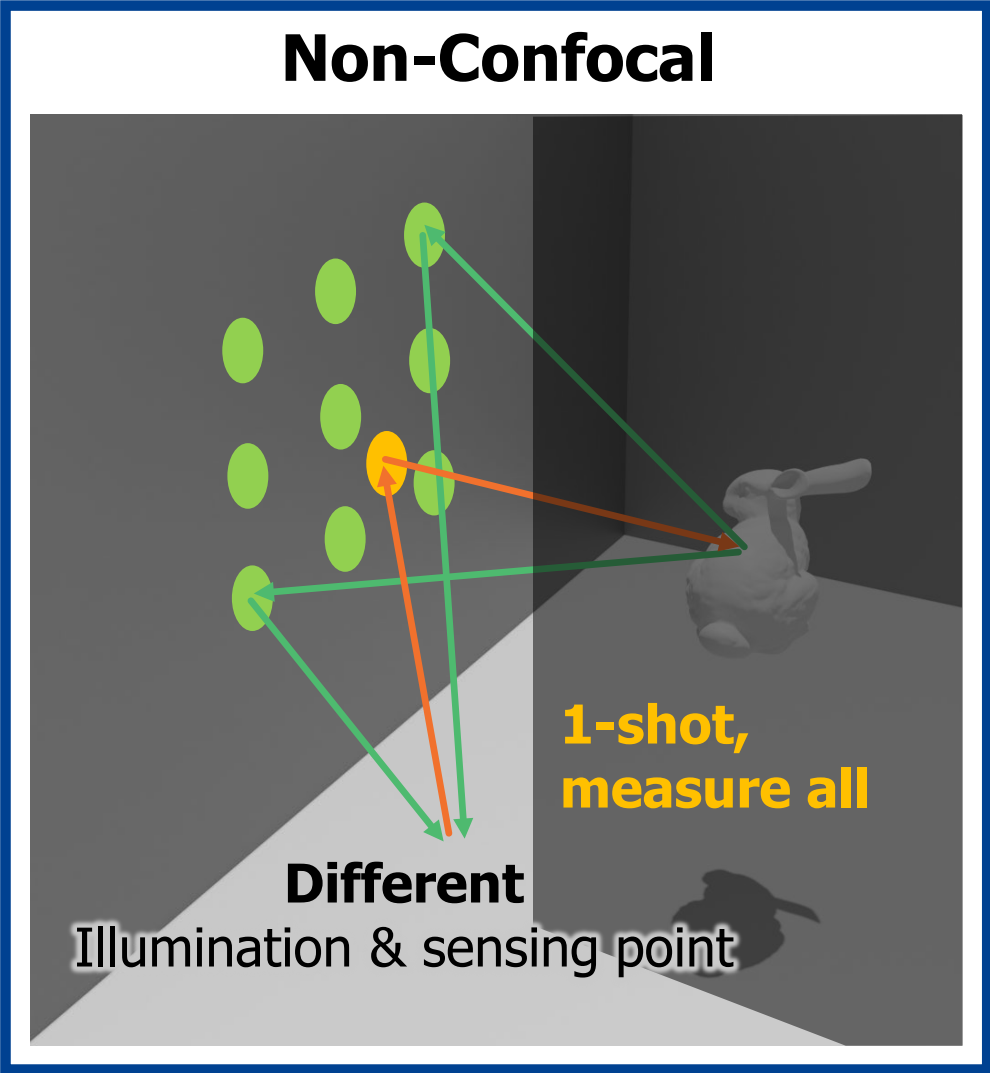 Non-Confocal
1-shot,
measure all
Different
Illumination & sensing point